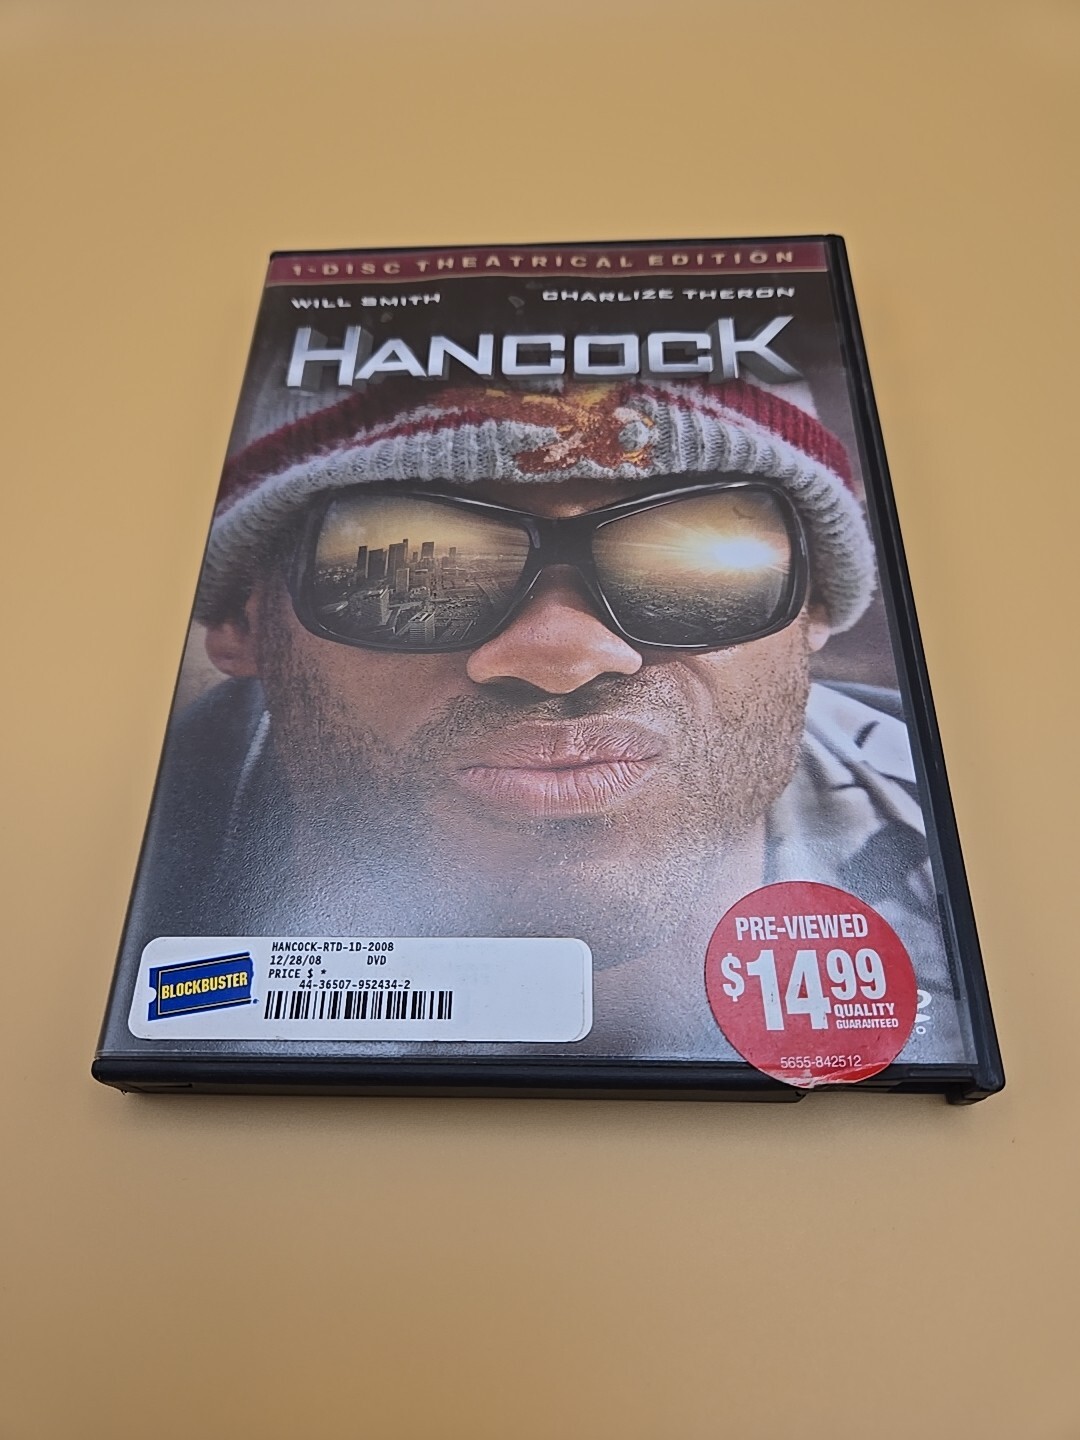 1-DISC THEATRICAL EDITION
WILL SMITH CHARLIZE THERON
HANCOCK
PRE-VIEWED
$14.99
QUALITY
GUARANTEED
5655-842512
BLOCKBUSTER
HANCOCK-RTD-1D-2008
12/28/08 DVD
PRICE $ *
44-36507-952434-2